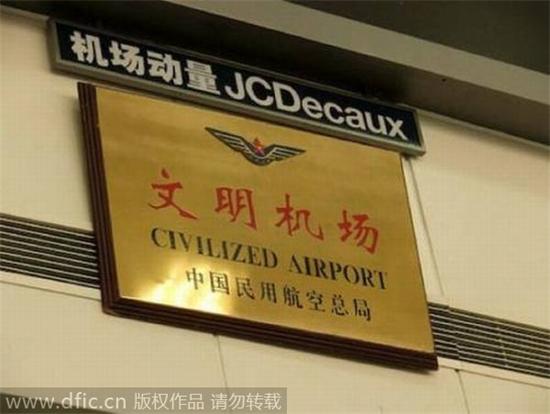 机场动量 JCDecaux
文明机场
CIVILIZED AIRPORT
中国民用航空总局
www.dfic.cn 版权作品 请勿转载